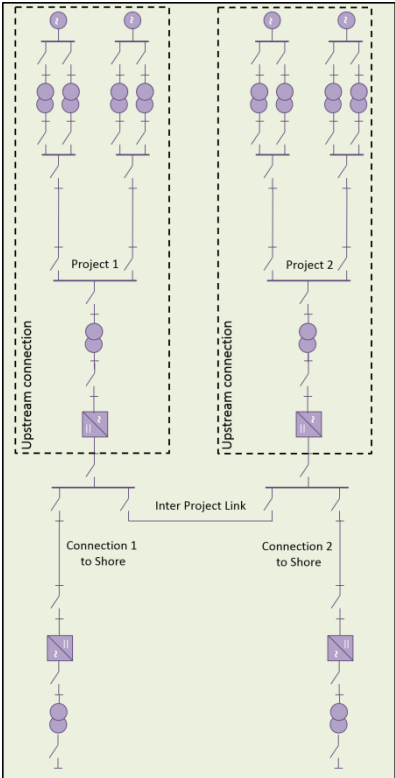 Project 1
Project 2
Upstream connection
Upstream connection
Inter Project Link
Connection 1
to Shore
Connection 2
to Shore